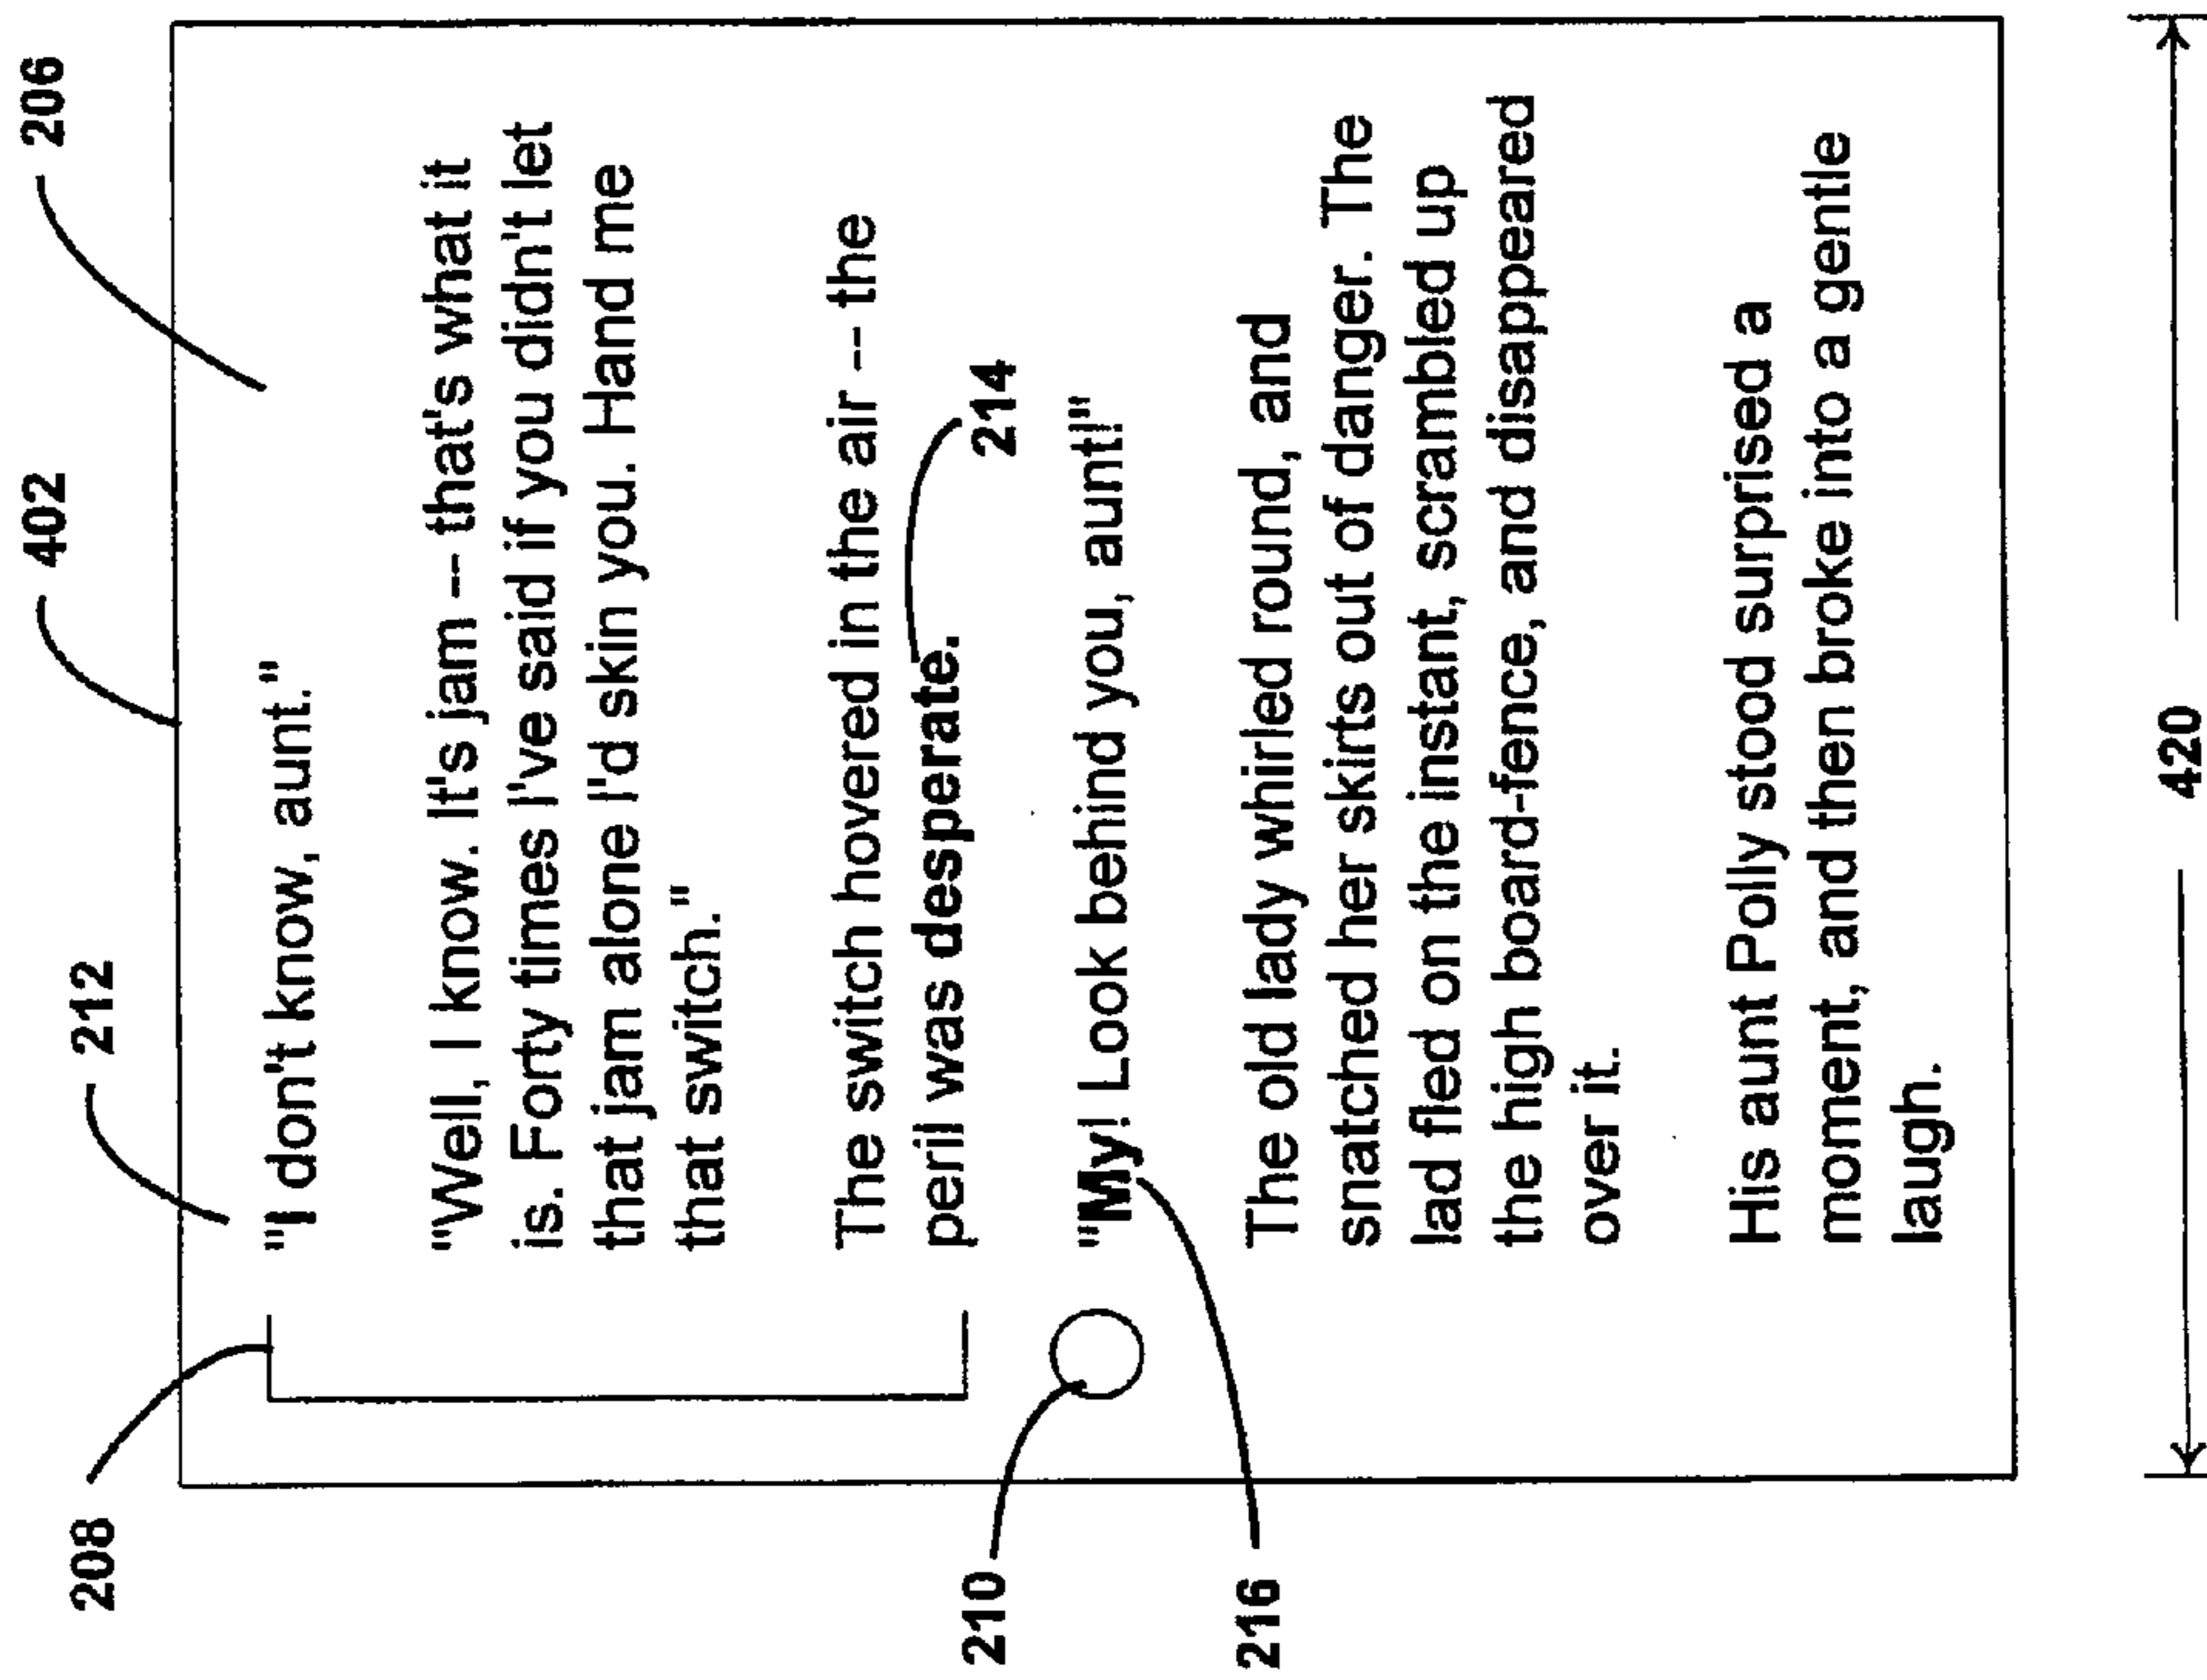 206
402
212
208
"I don't know, aunt."
"Well, I know. It's jam -- that's what it
is. Forty times I've said if you didn't let
that jam alone I'd skin you. Hand me
that switch."
The switch hovered in the air -- the
peril was desperate.
214
210
"My! Look behind you, aunt!"
216
The old lady whirled round, and
snatched her skirts out of danger. The
lad fled on the instant, scrambled up
the high board-fence, and disappeared
over it.
His aunt Polly stood surprised a
moment, and then broke into a gentle
laugh.
420